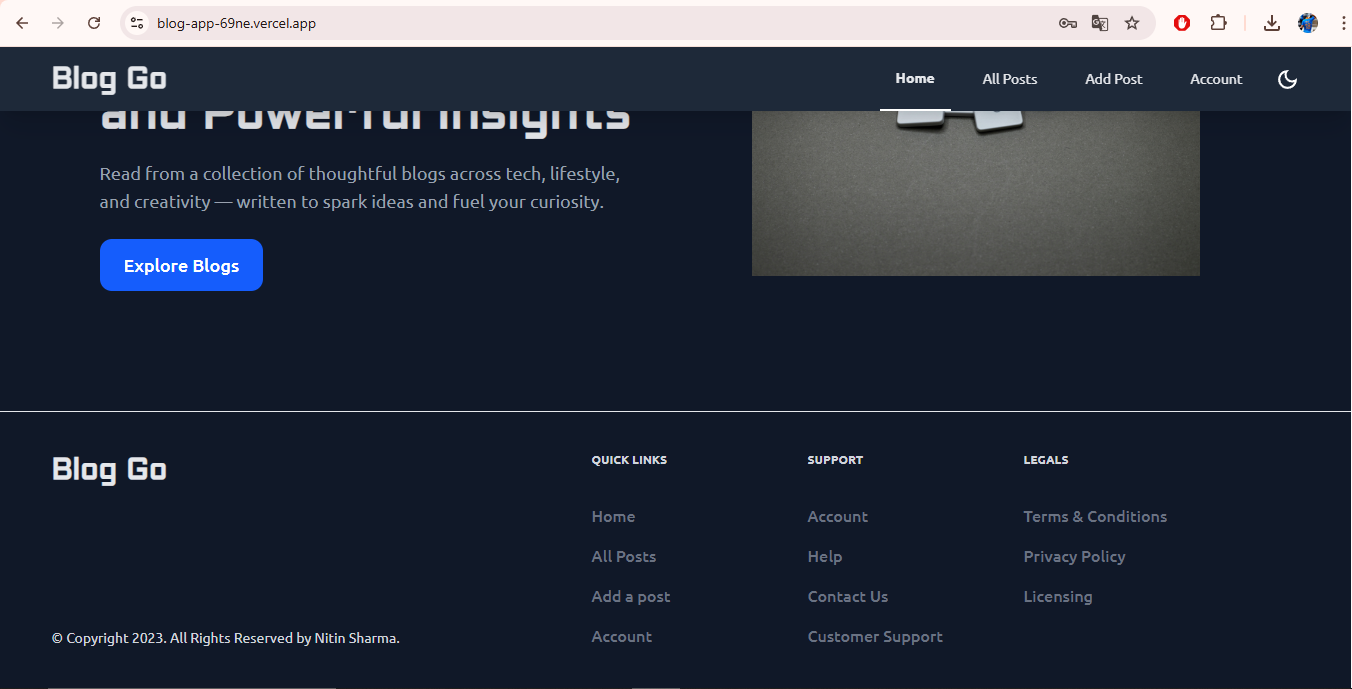 blog-app-69ne.vercel.app
Blog Go
Home
All Posts
Add Post
Account
and Powerful Insights
Read from a collection of thoughtful blogs across tech, lifestyle,
and creativity — written to spark ideas and fuel your curiosity.
Explore Blogs
Blog Go
© Copyright 2023. All Rights Reserved by Nitin Sharma.
QUICK LINKS
Home
All Posts
Add a post
Account
SUPPORT
Account
Help
Contact Us
Customer Support
LEGALS
Terms & Conditions
Privacy Policy
Licensing